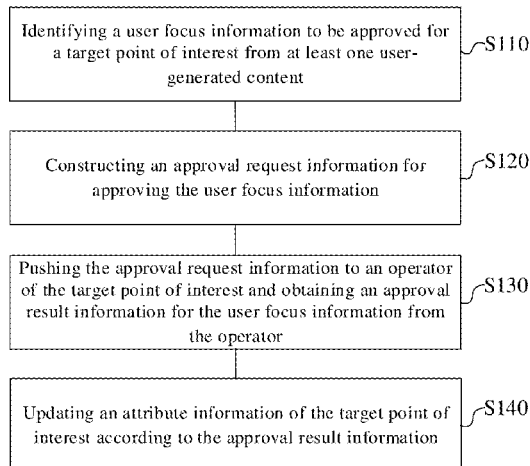 Identifying a user focus information to be approved for
a target point of interest from at least one user-
generated content
S110
Constructing an approval request information for
approving the user focus information
S120
Pushing the approval request information to an operator
of the target point of interest and obtaining an approval
result information for the user focus information from
the operator
S130
Updating an attribute information of the target point of
interest according to the approval result information
S140